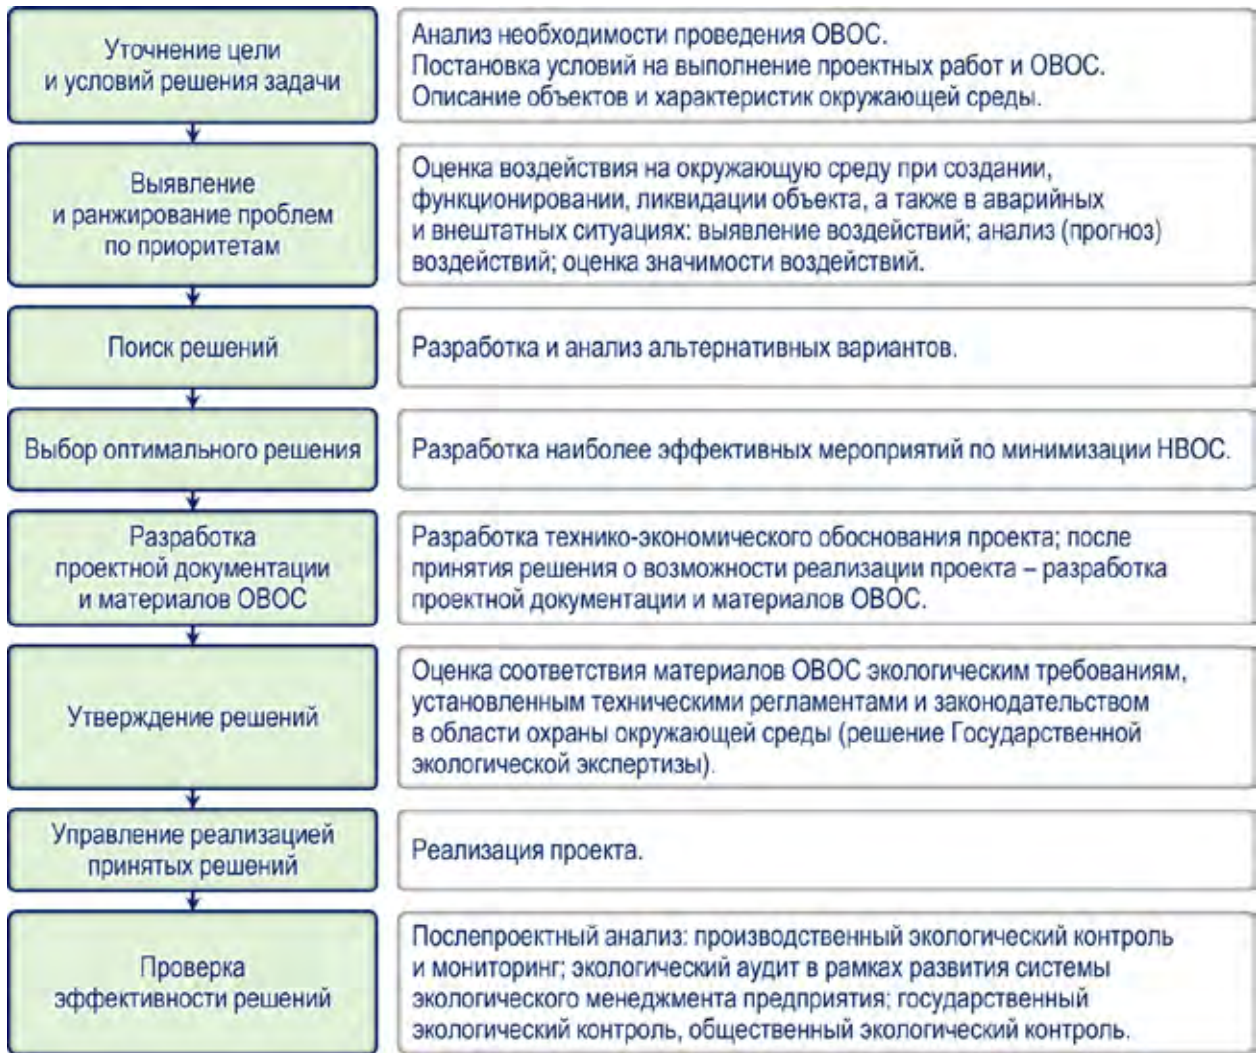 Уточнение цели
и условий решения задачи
Анализ необходимости проведения ОВОС.
Постановка условий на выполнение проектных работ и ОВОС.
Описание объектов и характеристик окружающей среды.
Выявление
и ранжирование проблем
по приоритетам
Оценка воздействия на окружающую среду при создании,
функционировании, ликвидации объекта, а также в аварийных
и внештатных ситуациях: выявление воздействий; анализ (прогноз)
воздействий; оценка значимости воздействий.
Поиск решений
Разработка и анализ альтернативных вариантов.
Выбор оптимального решения
Разработка наиболее эффективных мероприятий по минимизации НВОС.
Разработка
проектной документации
и материалов ОВОС
Разработка технико-экономического обоснования проекта; после
принятия решения о возможности реализации проекта – разработка
проектной документации и материалов ОВОС.
Утверждение решений
Оценка соответствия материалов ОВОС экологическим требованиям,
установленным техническими регламентами и законодательством
в области охраны окружающей среды (решение Государственной
экологической экспертизы).
Управление реализацией
принятых решений
Реализация проекта.
Проверка
эффективности решений
Послепроектный анализ: производственный экологический контроль
и мониторинг; экологический аудит в рамках развития системы
экологического менеджмента предприятия; государственный
экологический контроль, общественный экологический контроль.